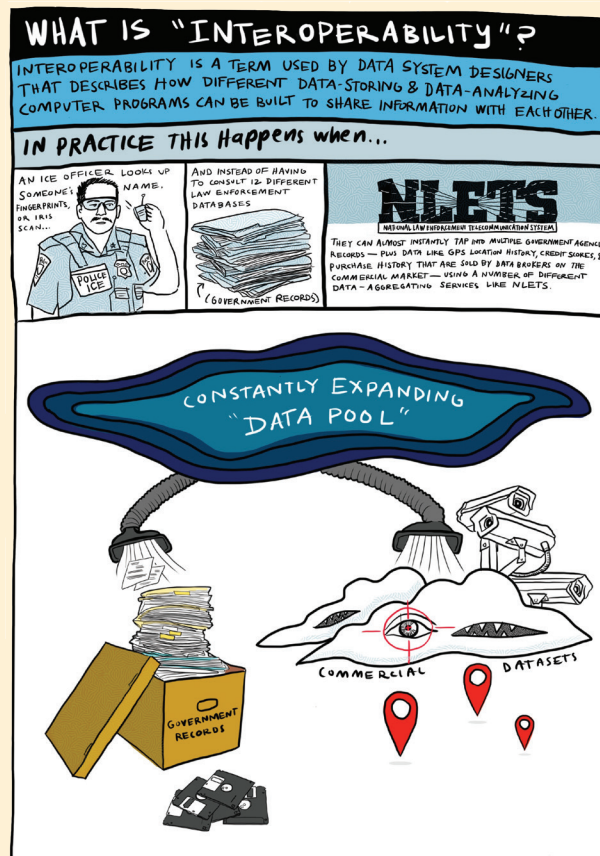 WHAT IS "INTEROPERABILITY"?
INTEROPERABILITY IS A TERM USED BY DATA SYSTEM DESIGNERS
THAT DESCRIBES HOW DIFFERENT DATA-STORING & DATA-ANALYZING
COMPUTER PROGRAMS CAN BE BUILT TO SHARE INFORMATION WITH EACH OTHER.
IN PRACTICE THIS Happens when...
AN ICE OFFICER LOOKS UP
SOMEONE'S NAME,
FINGERPRINTS,
OR IRIS
SCAN...
POLICE
ICE
AND INSTEAD OF HAVING
TO CONSULT 12 DIFFERENT
LAW ENFORCEMENT
DATABASES
(GOVERNMENT RECORDS)
NLETS
NATIONAL LAW ENFORCEMENT TELECOMMUNICATION SYSTEM
THEY CAN ALMOST INSTANTLY TAP INTO MULTIPLE GOVERNMENT
RECORDS — PLUS DATA LIKE GPS LOCATION HISTORY, CREDIT SCORES,
PURCHASE HISTORY THAT ARE SOLD BY DATA BROKERS ON THE
COMMERCIAL MARKET — USING A NUMBER OF DIFFERENT
DATA-AGGREGATING SERVICES LIKE NLETS.
CONSTANTLY EXPANDING
"DATA POOL"
COMMERCIAL DATASETS
GOVERNMENT
RECORDS